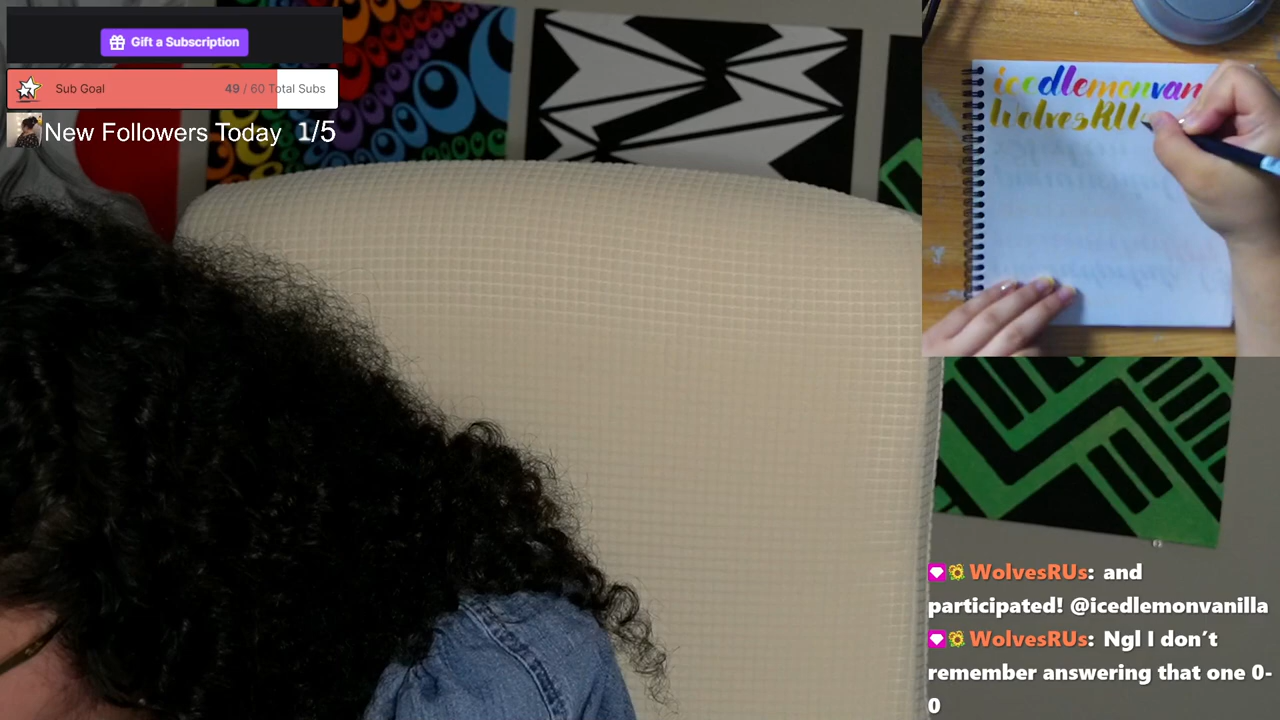 Gift a Subscription
Sub Goal 49 / 60 Total Subs
New Followers Today 1/5
icedlemonvan
WolvesRU
WolvesRUs: and
participated! @icedlemonvanilla
WolvesRUs: Ngl I don't
remember answering that one 0-
0